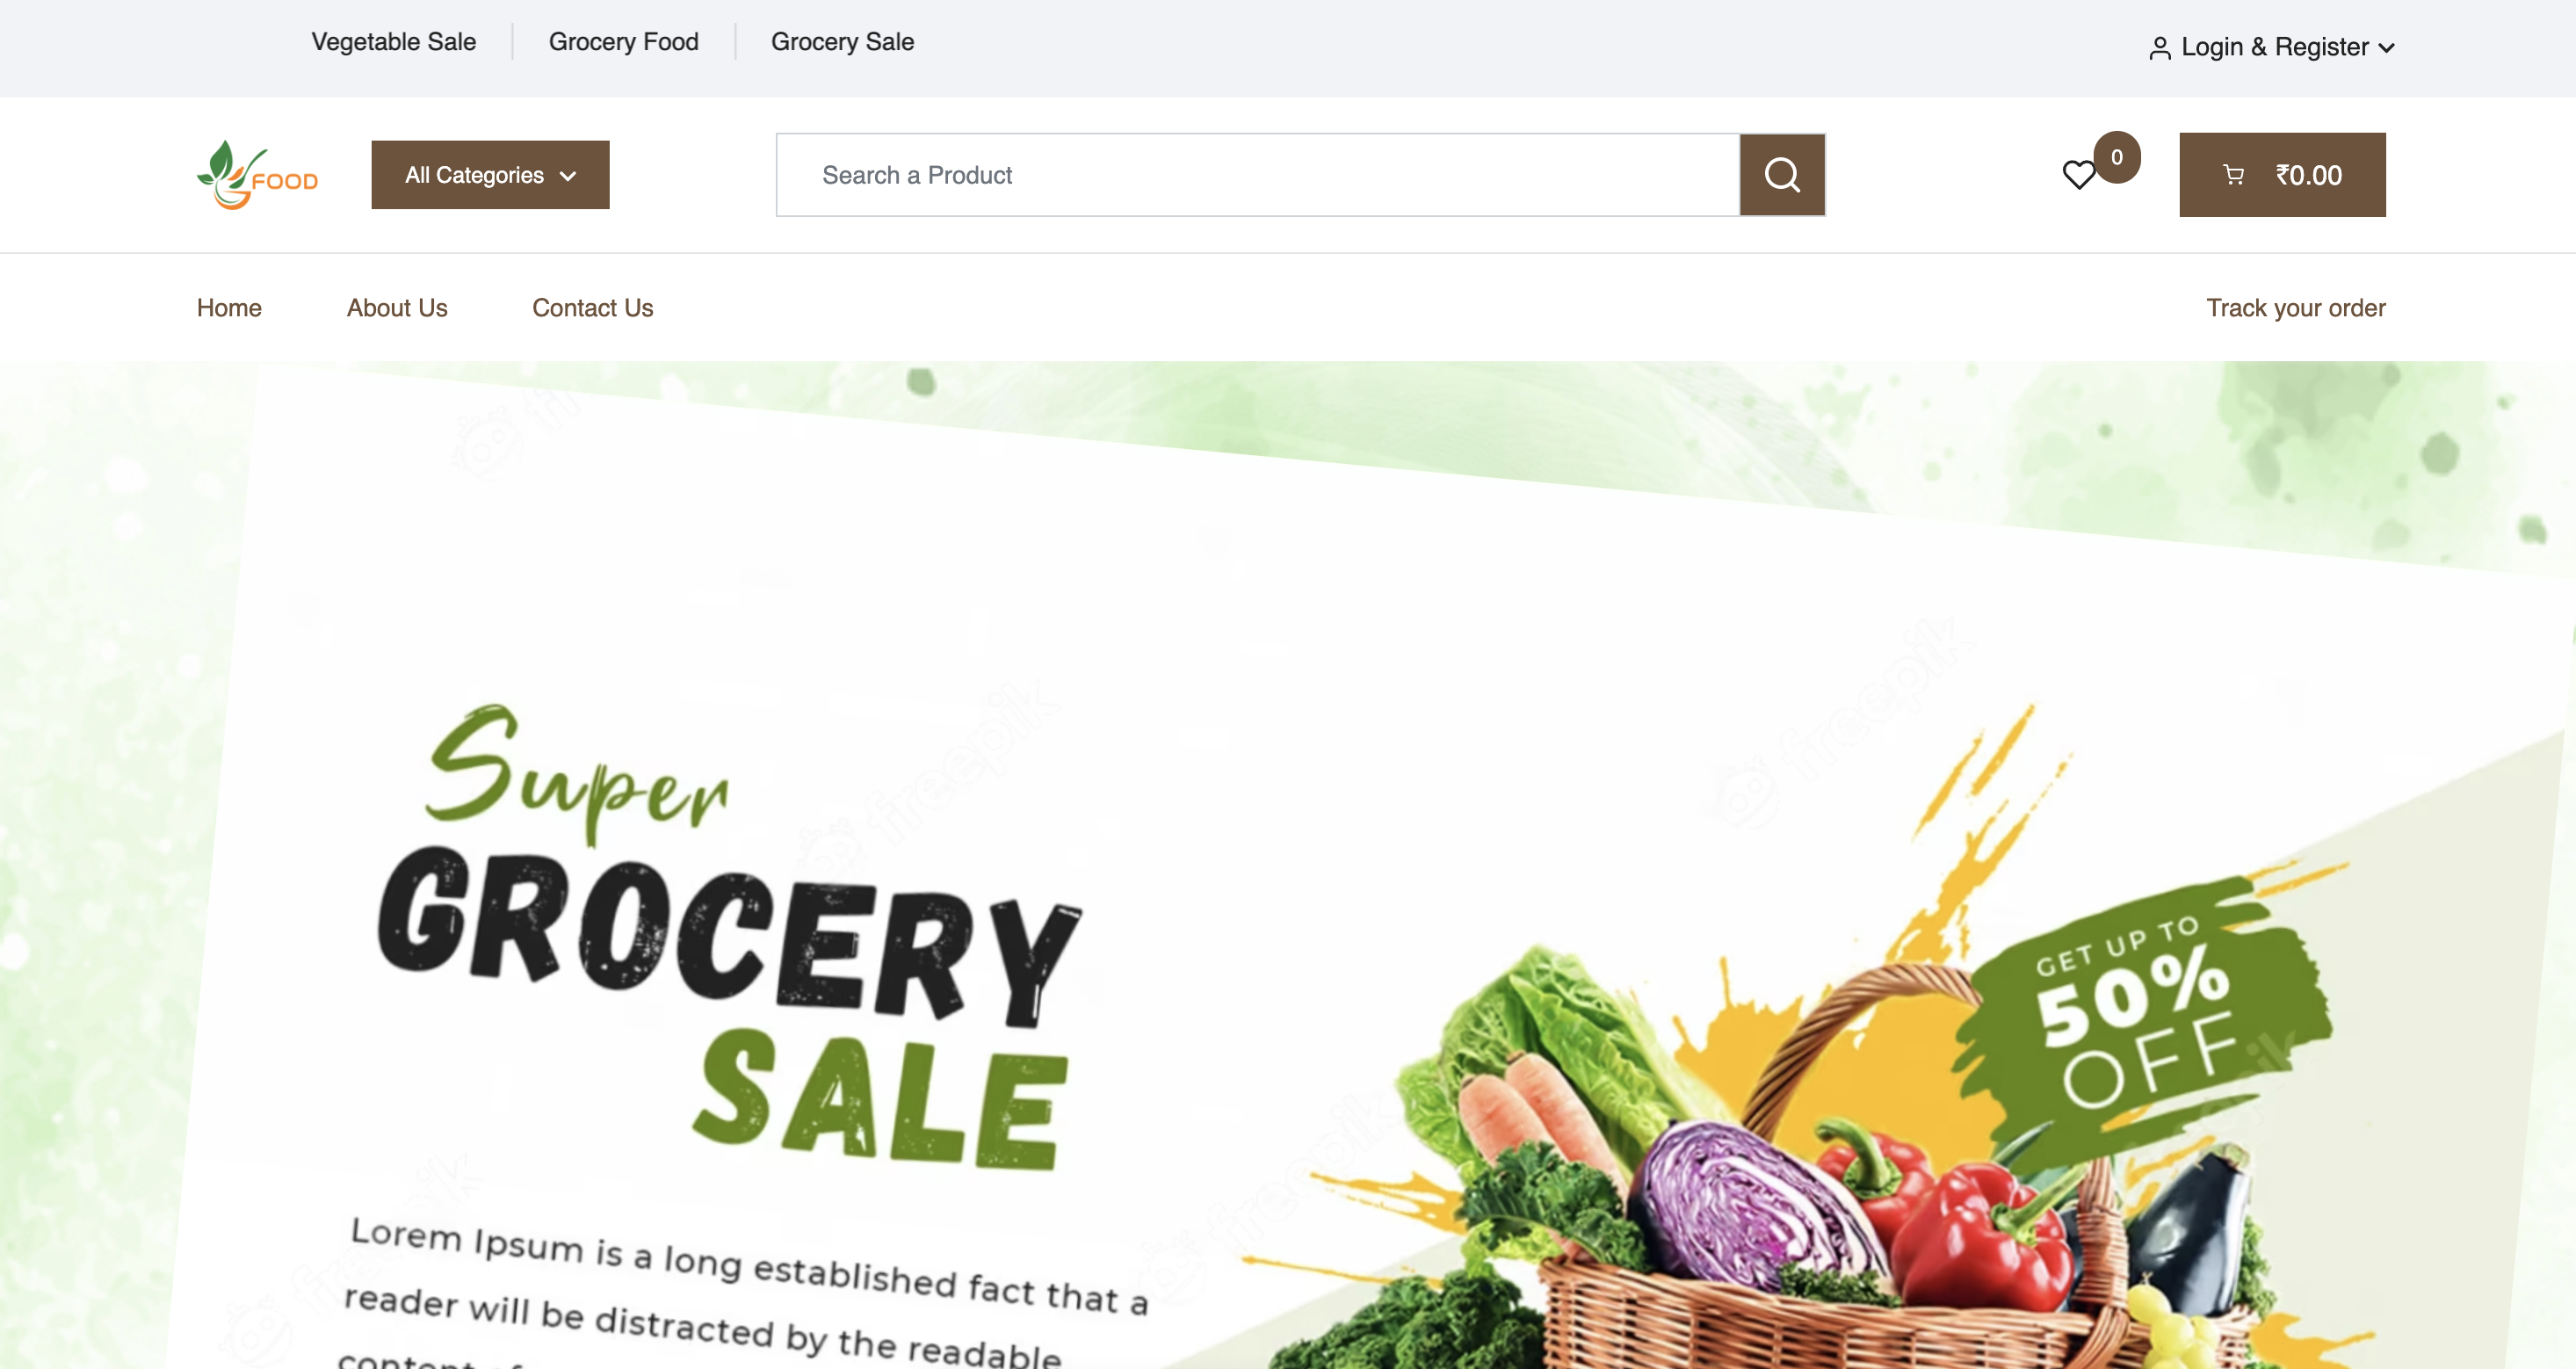 Vegetable Sale
Grocery Food
Grocery Sale
Login & Register
FOOD
All Categories
Search a Product
0
₹0.00
Home
About Us
Contact Us
Track your order
Super
GROCERY
SALE
GET UP TO
50%
OFF
Lorem Ipsum is a long established fact that a
reader will be distracted by the readable
freepik
freepik
freepik